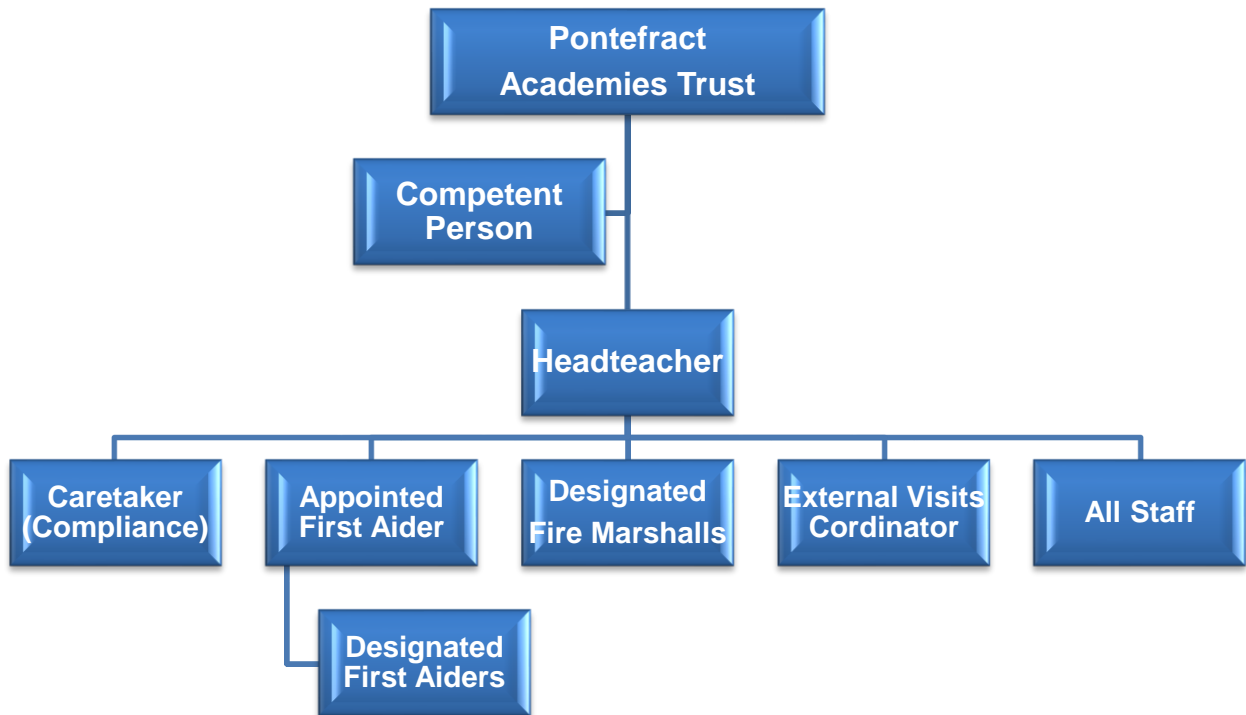 Pontefract
Academies Trust
Competent
Person
Headteacher
Caretaker
(Compliance)
Appointed
First Aider
Designated
Fire Marshalls
External Visits
Cordinator
All Staff
Designated
First Aiders